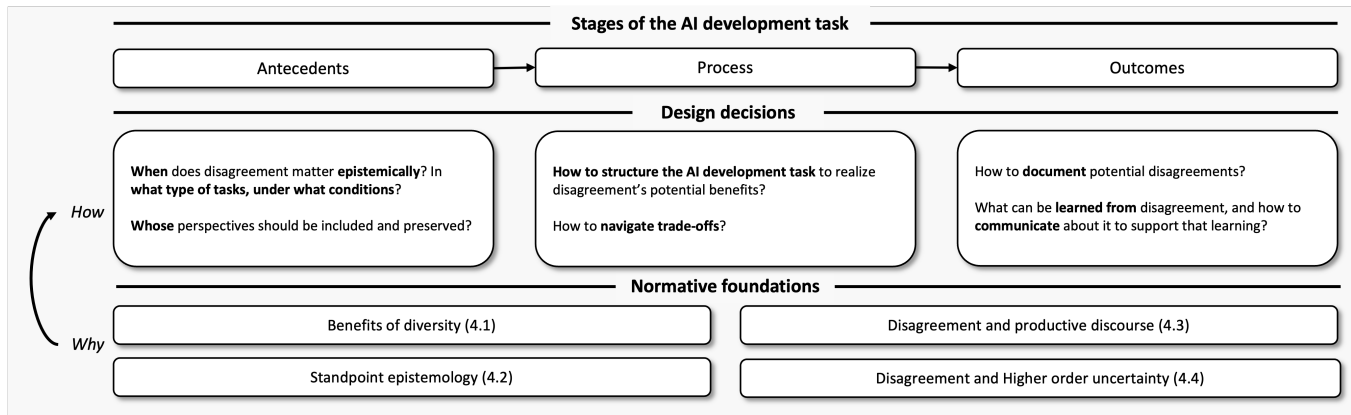 Stages of the AI development task
Antecedents
Process
Outcomes
Design decisions
How
When does disagreement matter epistemically? In
what type of tasks, under what conditions?
Whose perspectives should be included and preserved?
How to structure the AI development task to realize
disagreement’s potential benefits?
How to navigate trade-offs?
How to document potential disagreements?
What can be learned from disagreement, and how to
communicate about it to support that learning?
Normative foundations
Why
Benefits of diversity (4.1)
Disagreement and productive discourse (4.3)
Standpoint epistemology (4.2)
Disagreement and Higher order uncertainty (4.4)